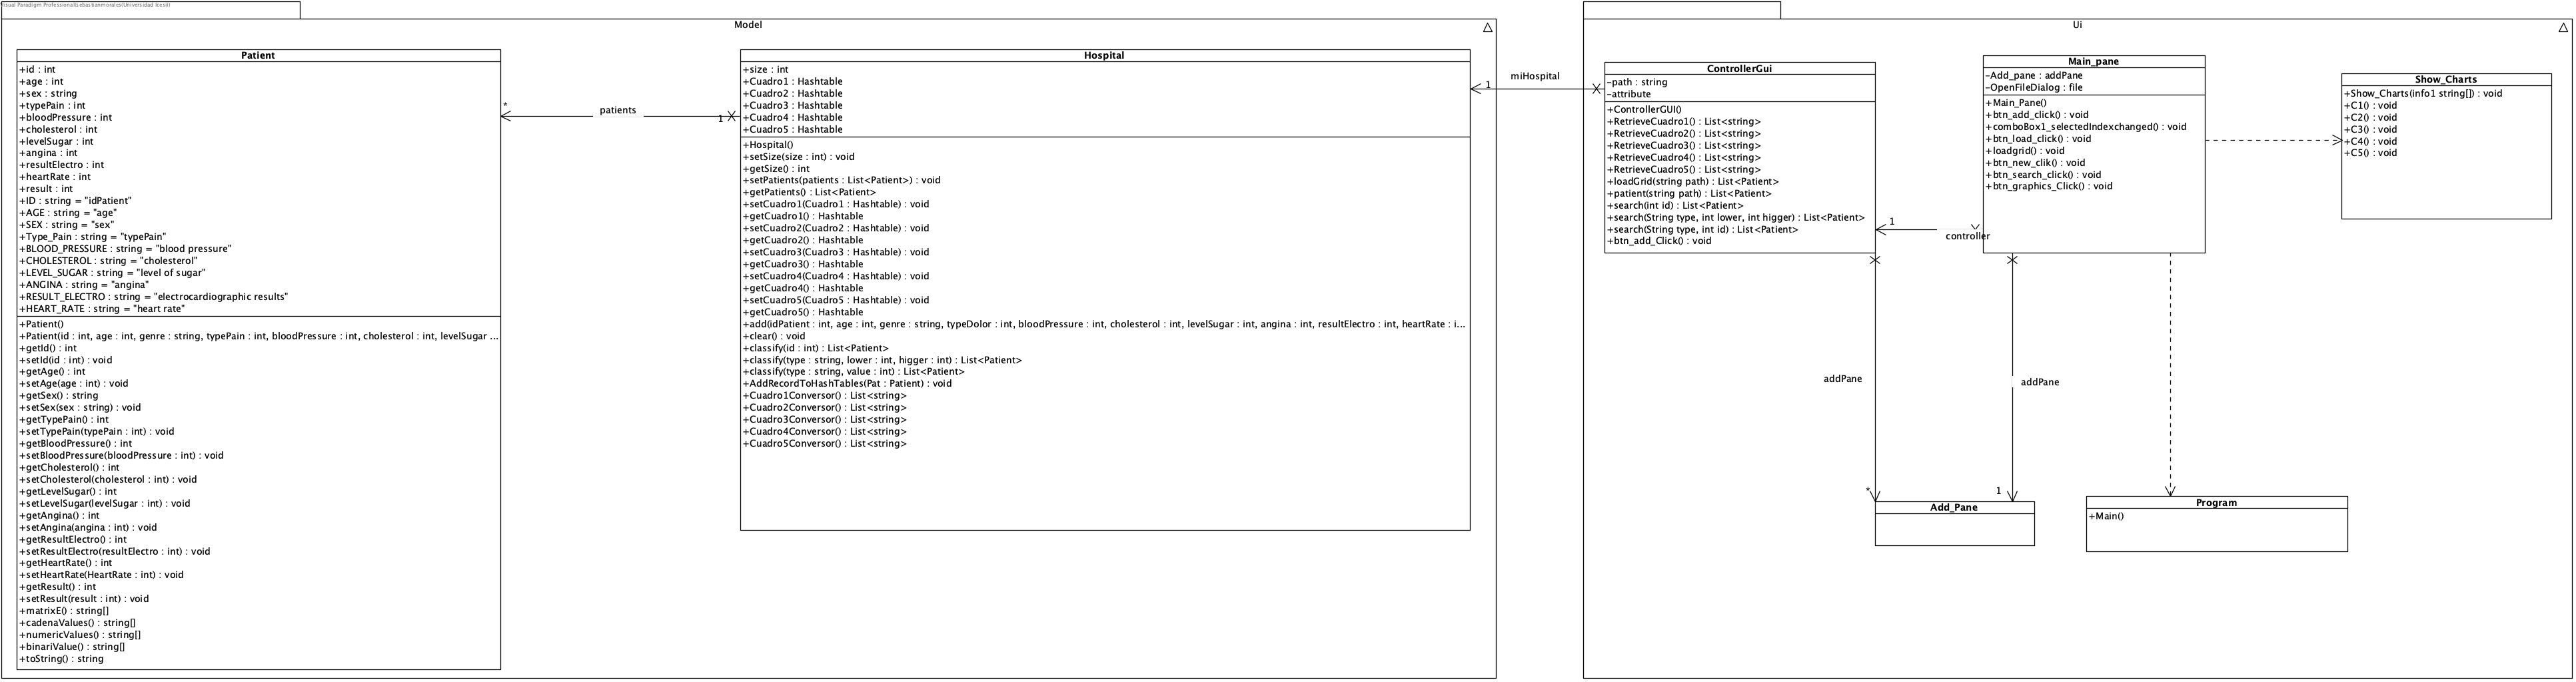 Visual Paradigm Professional(sebastianmorales(Universidad Icesi))
Model
Patient
+id : int
+age : int
+sex : string
+typePain : int
+bloodPressure : int
+cholesterol : int
+levelSugar : int
+angina : int
+resultElectro : int
+heartRate : int
+result : int
+ID : string = "idPatient"
+AGE : string = "age"
+SEX : string = "sex"
+Type_Pain : string = "typePain"
+BLOOD_PRESSURE : string = "blood pressure"
+CHOLESTEROL : string = "cholesterol"
+LEVEL_SUGAR : string = "level of sugar"
+ANGINA : string = "angina"
+RESULT_ELECTRO : string = "electrocardiographic results"
+HEART_RATE : string = "heart rate"
+Patient()
+Patient(id : int, age : int, genre : string, typePain : int, bloodPressure : int, cholesterol : int, levelSugar ...
+getId() : int
+setId(id : int) : void
+getAge() : int
+setAge(age : int) : void
+getSex() : string
+setSex(sex : string) : void
+getTypePain() : int
+setTypePain(typePain : int) : void
+getBloodPressure() : int
+setBloodPressure(bloodPressure : int) : void
+getCholesterol() : int
+setCholesterol(cholesterol : int) : void
+getLevelSugar() : int
+setLevelSugar(levelSugar : int) : void
+getAngina() : int
+setAngina(angina : int) : void
+getResultElectro() : int
+setResultElectro(resultElectro : int) : void
+getHeartRate() : int
+setHeartRate(HeartRate : int) : void
+getResult() : int
+setResult(result : int) : void
+matrixE() : string[]
+cadenaValues() : string[]
+numericValues() : string[]
+binariValue() : string[]
+toString() : string
*
patients
1
Hospital
+size : int
+Cuadro1 : Hashtable
+Cuadro2 : Hashtable
+Cuadro3 : Hashtable
+Cuadro4 : Hashtable
+Cuadro5 : Hashtable
+Hospital()
+setSize(size : int) : void
+getSize() : int
+setPatients(patients : List<Patient>) : void
+getPatients() : List<Patient>
+setCuadro1(Cuadro1 : Hashtable) : void
+getCuadro1() : Hashtable
+setCuadro2(Cuadro2 : Hashtable) : void
+getCuadro2() : Hashtable
+setCuadro3(Cuadro3 : Hashtable) : void
+getCuadro3() : Hashtable
+setCuadro4(Cuadro4 : Hashtable) : void
+getCuadro4() : Hashtable
+setCuadro5(Cuadro5 : Hashtable) : void
+getCuadro5() : Hashtable
+add(idPatient : int, age : int, genre : string, typeDolor : int, bloodPressure : int, cholesterol : int, levelSugar : int, angina : int, resultElectro : int, heartRate : i...
+clear() : void
+classify(id : int) : List<Patient>
+classify(type : string, lower : int, higger : int) : List<Patient>
+classify(type : string, value : int) : List<Patient>
+AddRecordToHashTables(Pat : Patient) : void
+Cuadro1Conversor() : List<string>
+Cuadro2Conversor() : List<string>
+Cuadro3Conversor() : List<string>
+Cuadro4Conversor() : List<string>
+Cuadro5Conversor() : List<string>
1
miHospital
Ui
ControllerGui
-path : string
-attribute
+ControllerGUI()
+RetrieveCuadro1() : List<string>
+RetrieveCuadro2() : List<string>
+RetrieveCuadro3() : List<string>
+RetrieveCuadro4() : List<string>
+RetrieveCuadro5() : List<string>
+loadGrid(string path) : List<Patient>
+patient(string path) : List<Patient>
+search(int id) : List<Patient>
+search(String type, int lower, int higger) : List<Patient>
+search(String type, int id) : List<Patient>
+btn_add_Click() : void
1
controller
Main_pane
-Add_pane : addPane
-OpenFileDialog : file
+Main_Pane()
+btn_add_click() : void
+comboBox1_selectedIndexchanged() : void
+btn_load_click() : void
+loadgrid() : void
+btn_new_clik() : void
+btn_search_click() : void
+btn_graphics_Click() : void
Show_Charts
+Show_Charts(info1 string[]) : void
+C1() : void
+C2() : void
+C3() : void
+C4() : void
+C5() : void
addPane
addPane
*
1
Add_Pane
Program
+Main()